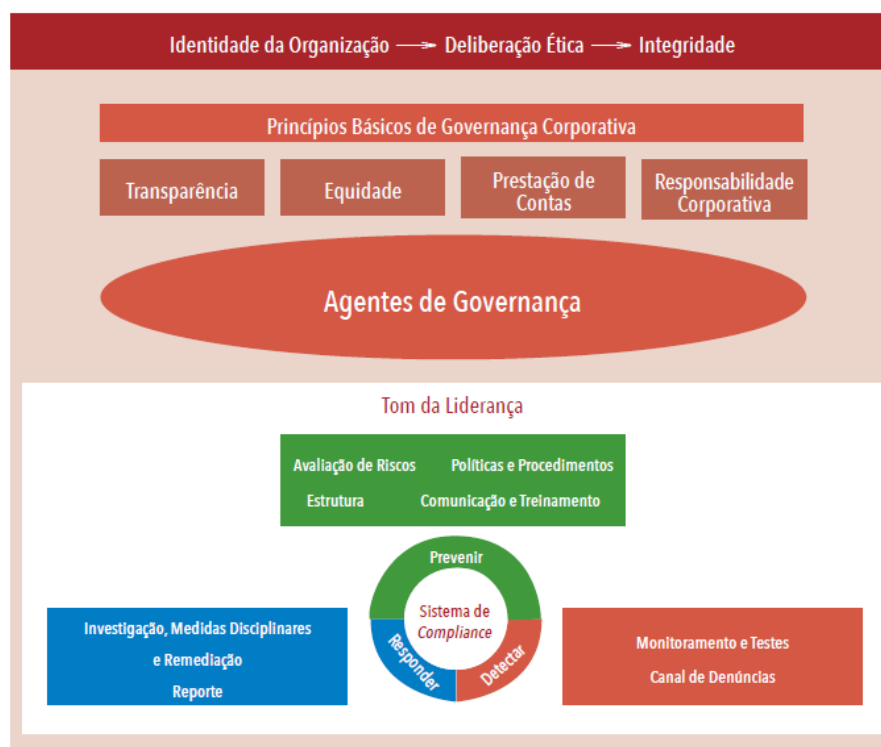 Identidade da Organização → Deliberação Ética → Integridade
Princípios Básicos de Governança Corporativa
Transparência
Equidade
Prestação de
Contas
Responsabilidade
Corporativa
Agentes de Governança
Tom da Liderança
Avaliação de Riscos
Políticas e Procedimentos
Estrutura
Comunicação e Treinamento
Prevenir
Sistema de
Compliance
Responder
Detectar
Investigação, Medidas Disciplinares
e Remediação
Reporte
Monitoramento e Testes
Canal de Denúncias